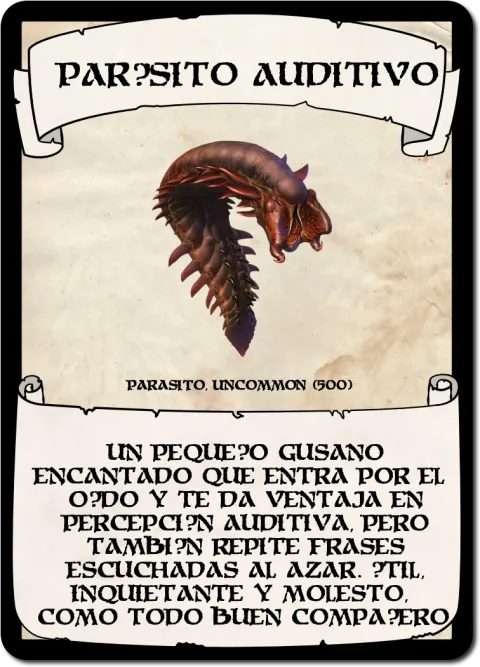 PAR?SITO AUDITIVO
PARASITO, UNCOMMON (500)
UN PEQUE?O GUSANO
ENCANTADO QUE ENTRA POR EL
O?DO Y TE DA VENTAJA EN
PERCEPCI?N AUDITIVA, PERO
TAMBI?N REPITE FRASES
ESCUCHADAS AL AZAR. ?TIL,
INQUIETANTE Y MOLESTO,
COMO TODO BUEN COMPA?ERO